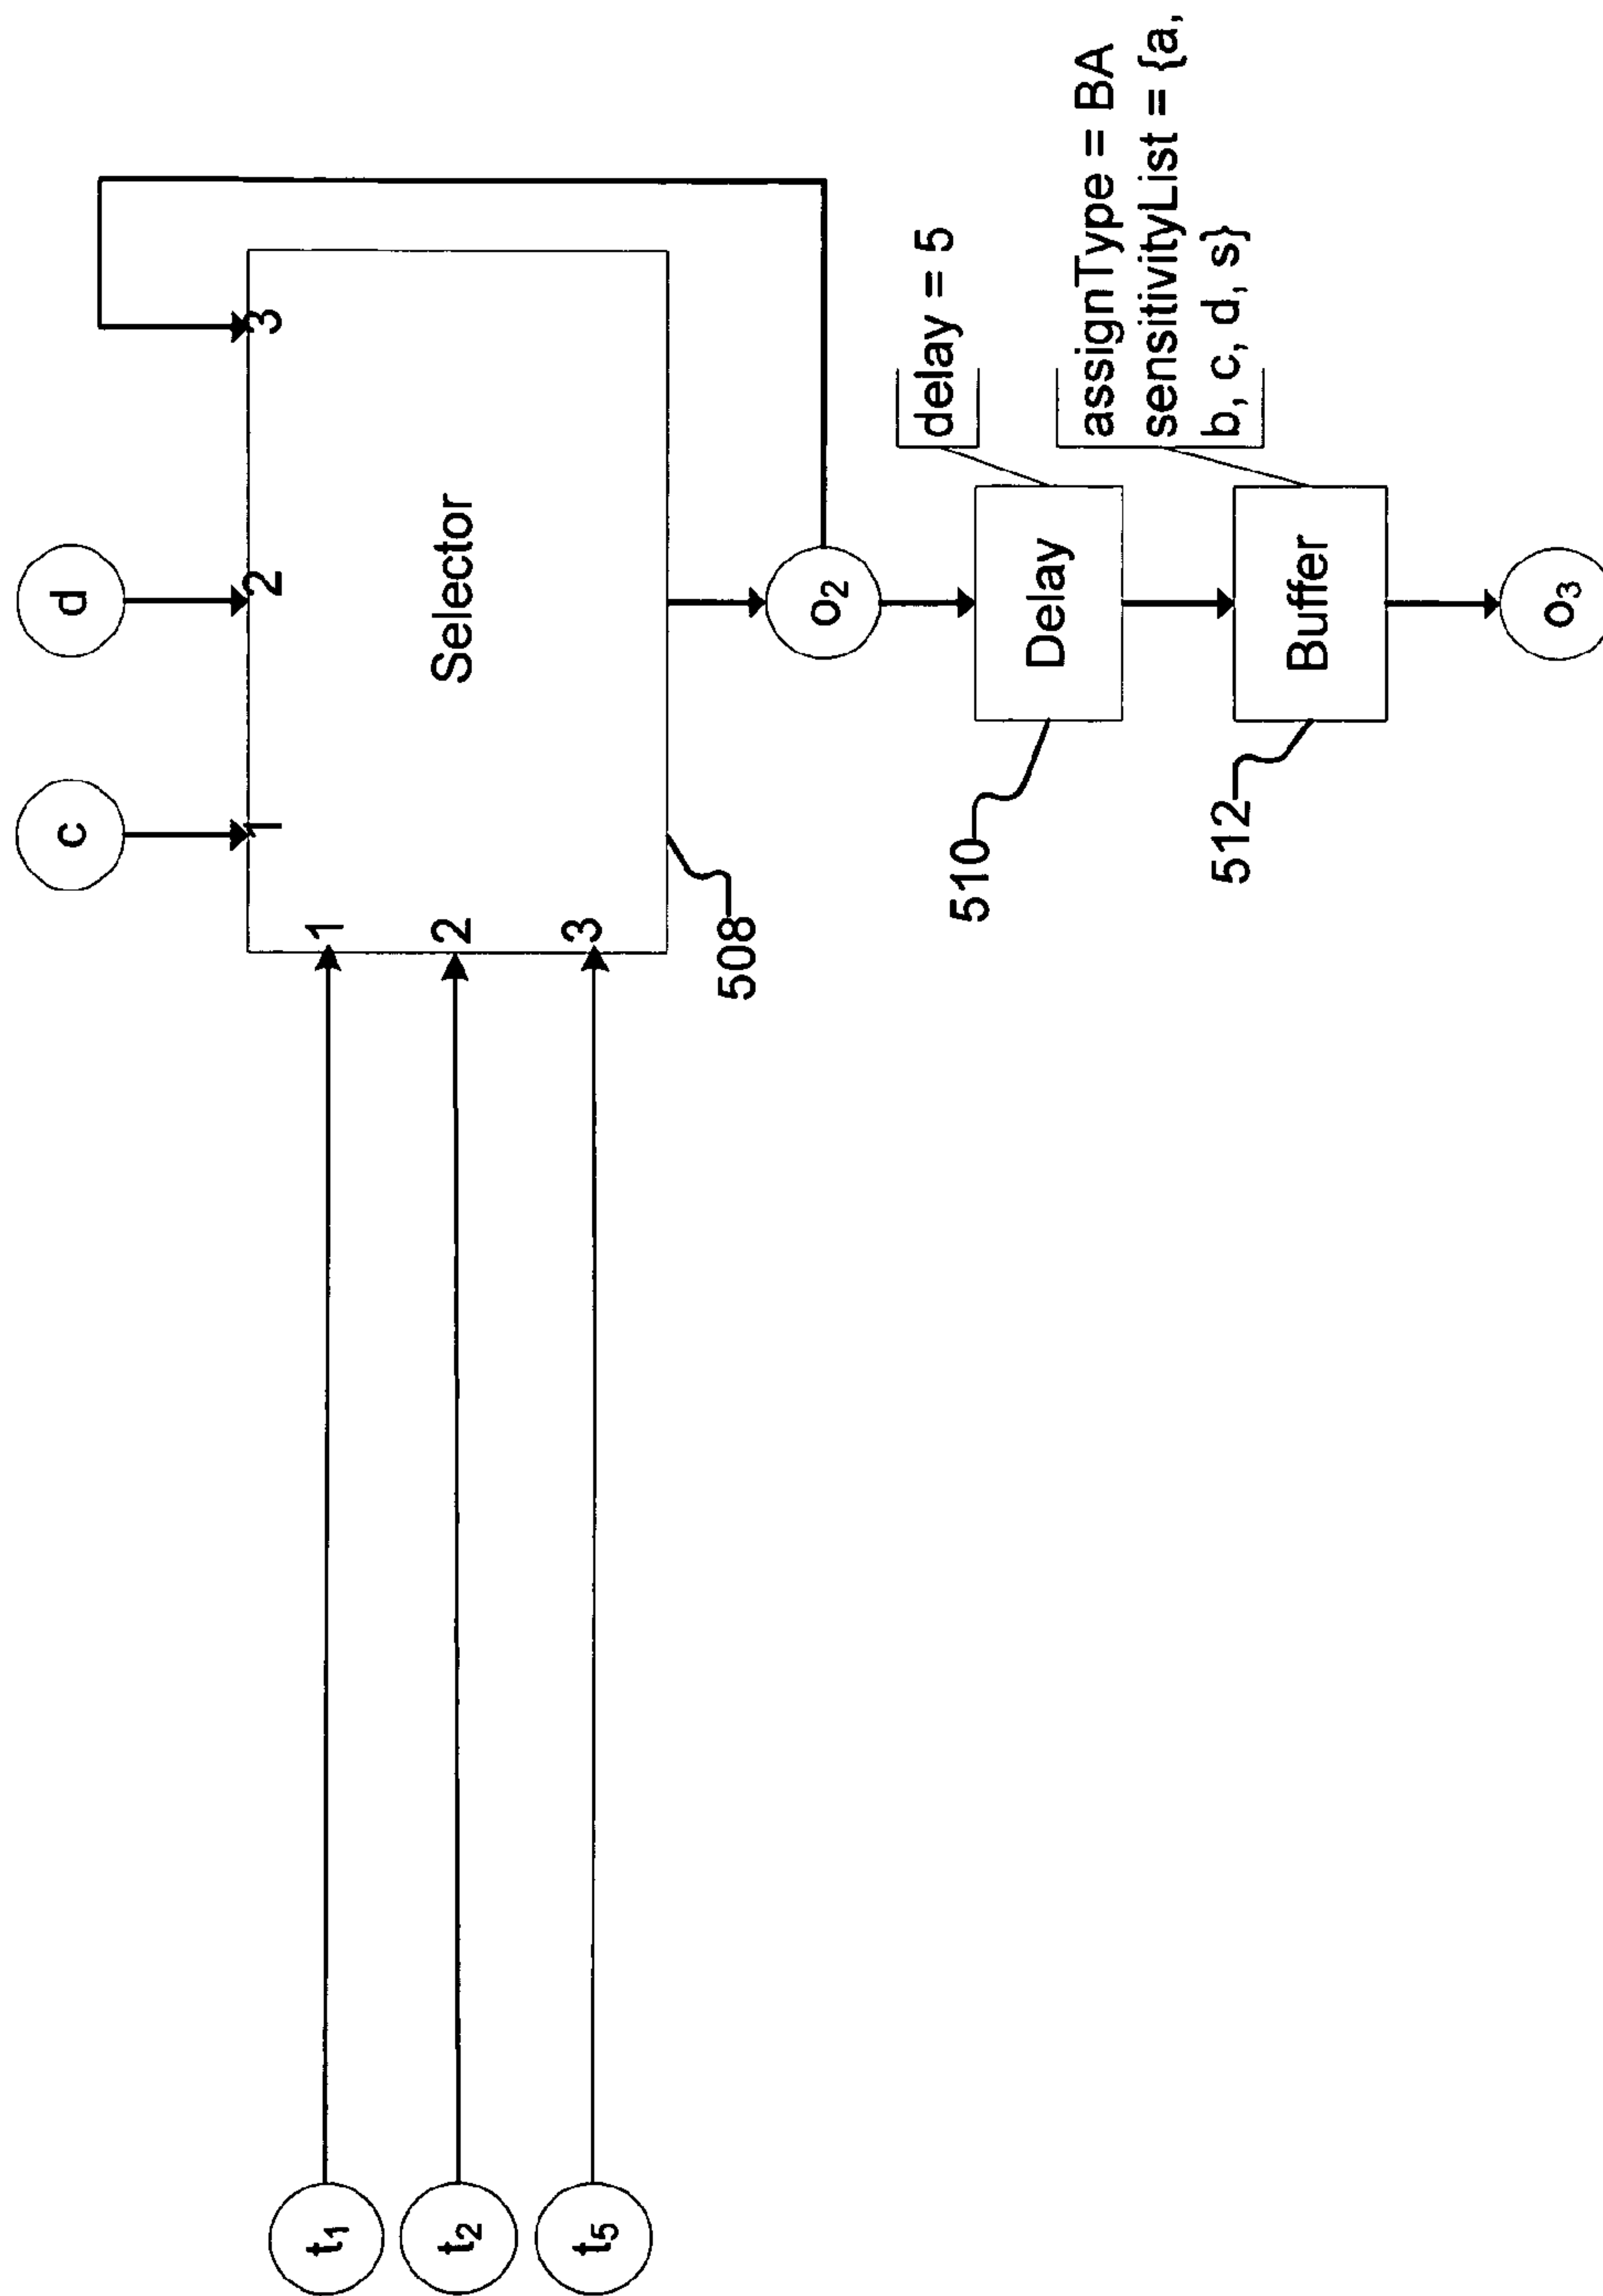 c
d
1
2
3
t₁
1
t₂
2
t₅
3
Selector
508
o₂
510
Delay
delay = 5
512
Buffer
assignType = BA
sensitivityList = {a,
b, c, d, s}
o₃